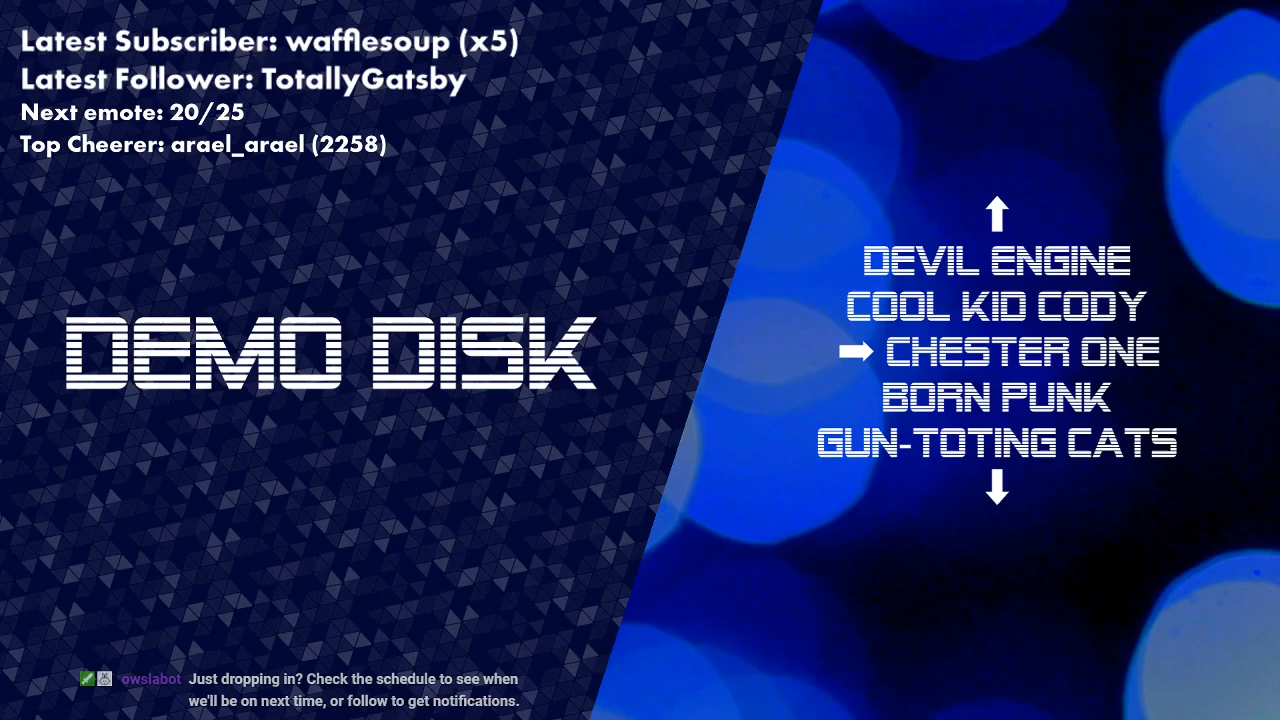 Latest Subscriber: wafflesoup (x5)
Latest Follower: TotallyGatsby
Next emote: 20/25
Top Cheerer: arael_arael (2258)
DEMO DISK
DEVIL ENGINE
COOL KID CODY
CHESTER ONE
BORN PUNK
GUN-TOTING CATS
owslabot Just dropping in? Check the schedule to see when
we'll be on next time, or follow to get notifications.